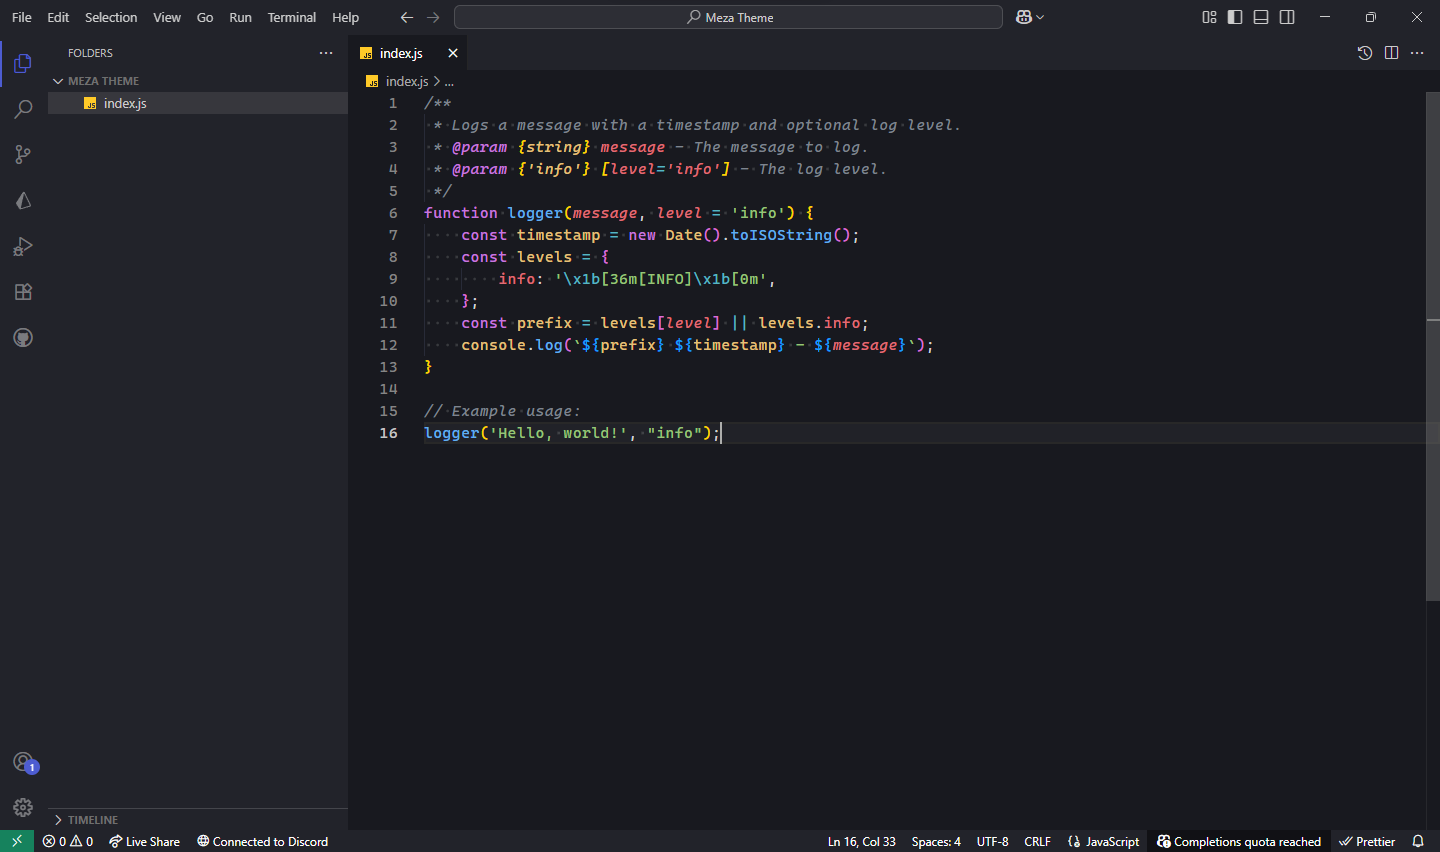 File Edit Selection View Go Run Terminal Help
Meza Theme
FOLDERS
MEZA THEME
JS index.js
JS index.js
JS index.js > ...
1 /**
2  * Logs a message with a timestamp and optional log level.
3  * @param {string} message - The message to log.
4  * @param {'info'} [level='info'] - The log level.
5  */
6 function logger(message, level = 'info') {
7     const timestamp = new Date().toISOString();
8     const levels = {
9         info: '\x1b[36m[INFO]\x1b[0m',
10     };
11     const prefix = levels[level] || levels.info;
12     console.log(`${prefix} ${timestamp} - ${message}`);
13 }
14
15 // Example usage:
16 logger('Hello, world!', "info");
1
TIMELINE
0 0 Live Share Connected to Discord Ln 16, Col 33 Spaces: 4 UTF-8 CRLF {} JavaScript Completions quota reached Prettier